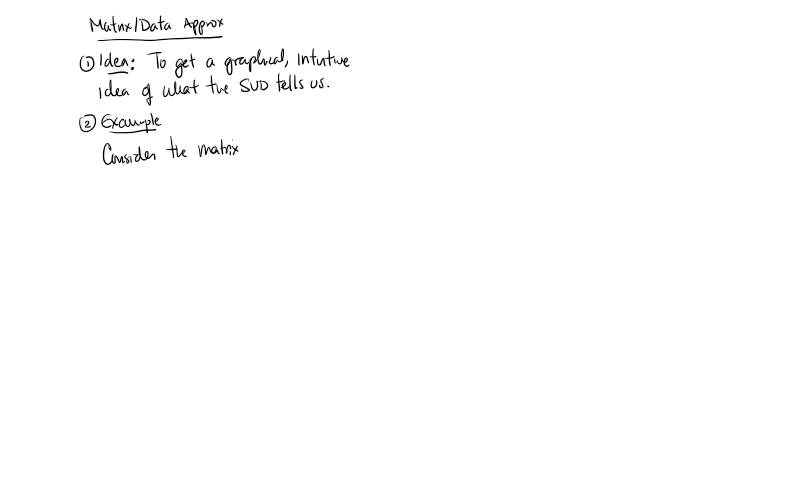 Matrix/Data Approx
① Idea: To get a graphical, intuitive
idea of what the SVD tells us.
② Example
Consider the matrix